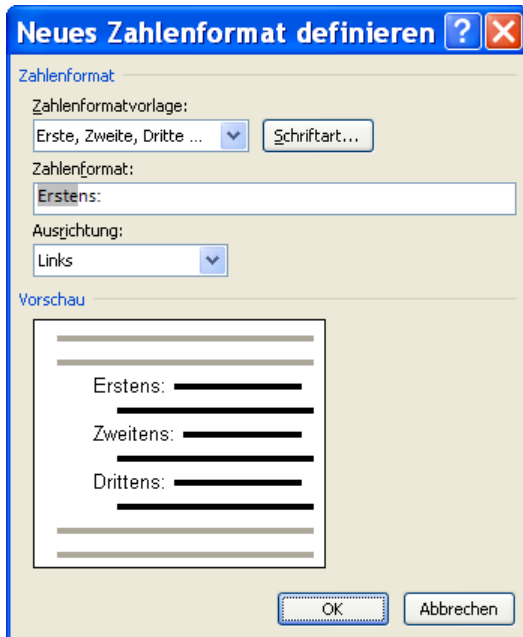 Neues Zahlenformat definieren ?
Zahlenformat
Zahlenformatvorlage:
Erste, Zweite, Dritte ...
Schriftart...
Zahlenformat:
Erstens:
Ausrichtung:
Links
Vorschau
Erstens:
Zweitens:
Drittens:
OK Abbrechen